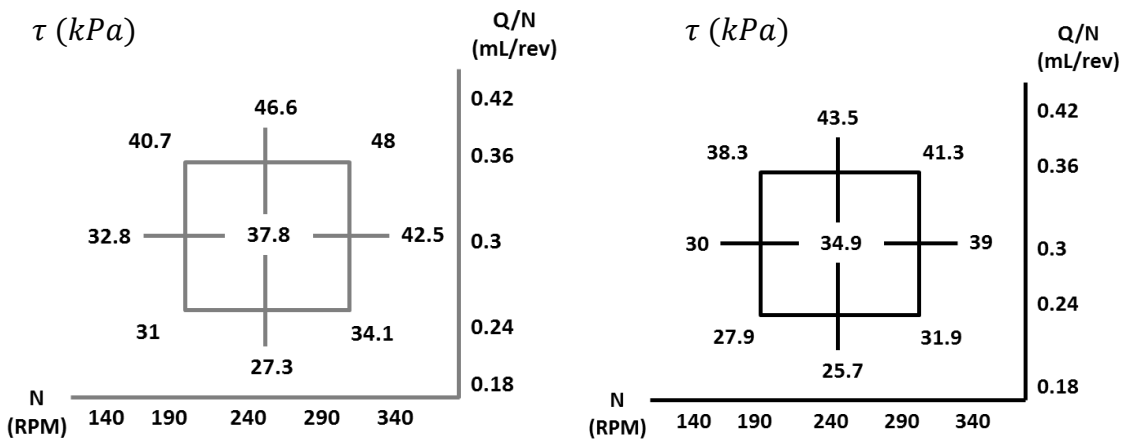 τ (kPa)
Q/N
(mL/rev)
46.6
0.42
40.7
48
0.36
32.8
37.8
42.5
0.3
31
34.1
0.24
27.3
0.18
N
(RPM)
140 190 240 290 340
τ (kPa)
Q/N
(mL/rev)
43.5
0.42
38.3
41.3
0.36
30
34.9
39
0.3
27.9
31.9
0.24
25.7
0.18
N
(RPM)
140 190 240 290 340